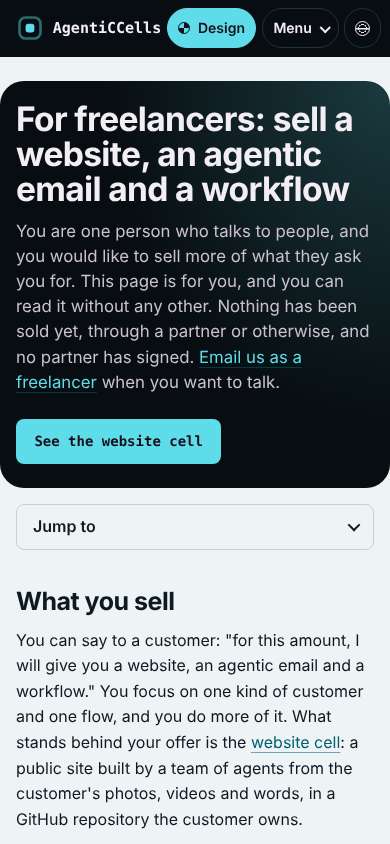 AgentiCCells
Design
Menu
For freelancers: sell a
website, an agentic
email and a workflow
You are one person who talks to people, and
you would like to sell more of what they ask
you for. This page is for you, and you can
read it without any other. Nothing has been
sold yet, through a partner or otherwise, and
no partner has signed. Email us as a
freelancer when you want to talk.
See the website cell
Jump to
What you sell
You can say to a customer: "for this amount, I
will give you a website, an agentic email and a
workflow." You focus on one kind of customer
and one flow, and you do more of it. What
stands behind your offer is the website cell: a
public site built by a team of agents from the
customer's photos, videos and words, in a
GitHub repository the customer owns.